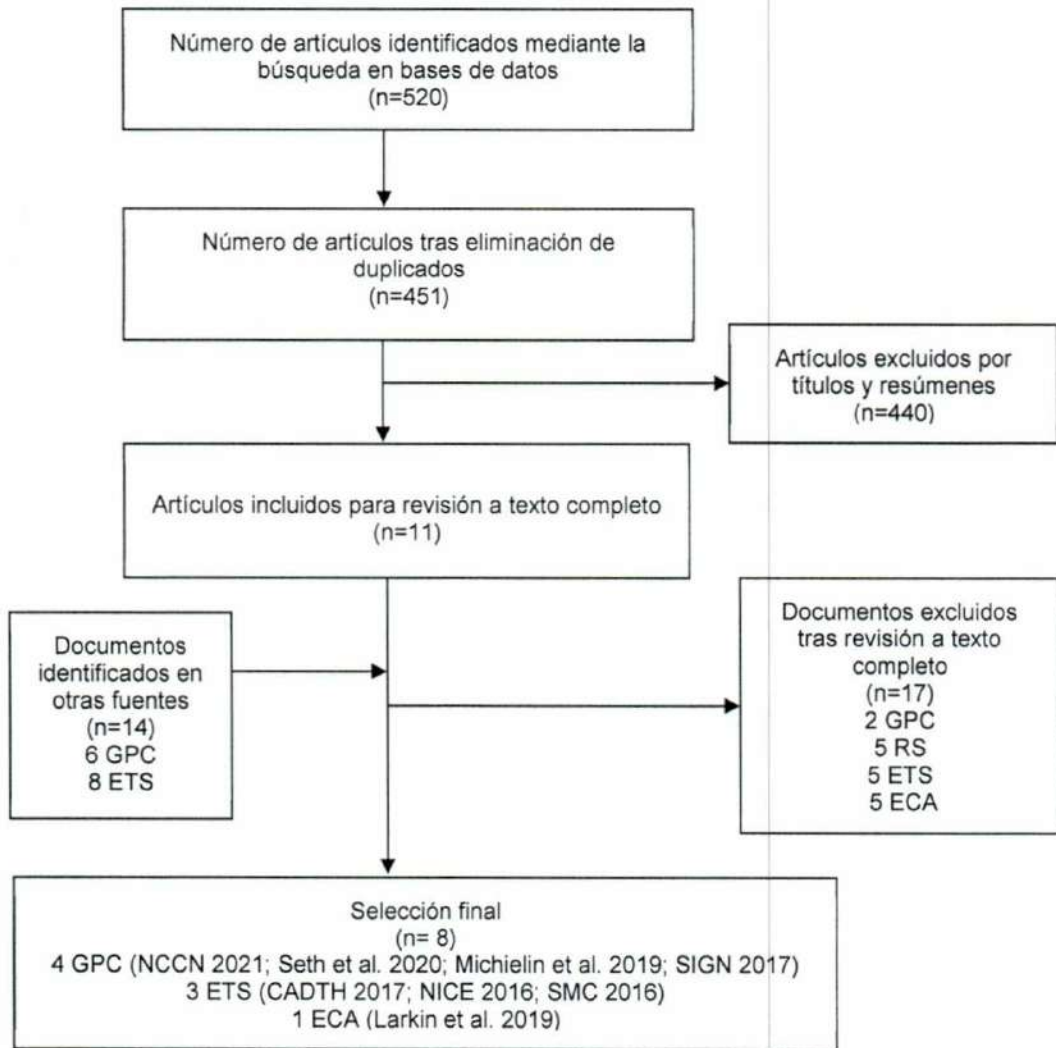 Número de artículos identificados mediante la
búsqueda en bases de datos
(n=520)
Número de artículos tras eliminación de
duplicados
(n=451)
Artículos excluidos por
títulos y resúmenes
(n=440)
Artículos incluidos para revisión a texto completo
(n=11)
Documentos
identificados en
otras fuentes
(n=14)
6 GPC
8 ETS
Documentos excluidos
tras revisión a texto
completo
(n=17)
2 GPC
5 RS
5 ETS
5 ECA
Selección final
(n= 8)
4 GPC (NCCN 2021; Seth et al. 2020; Michielin et al. 2019; SIGN 2017)
3 ETS (CADTH 2017; NICE 2016; SMC 2016)
1 ECA (Larkin et al. 2019)